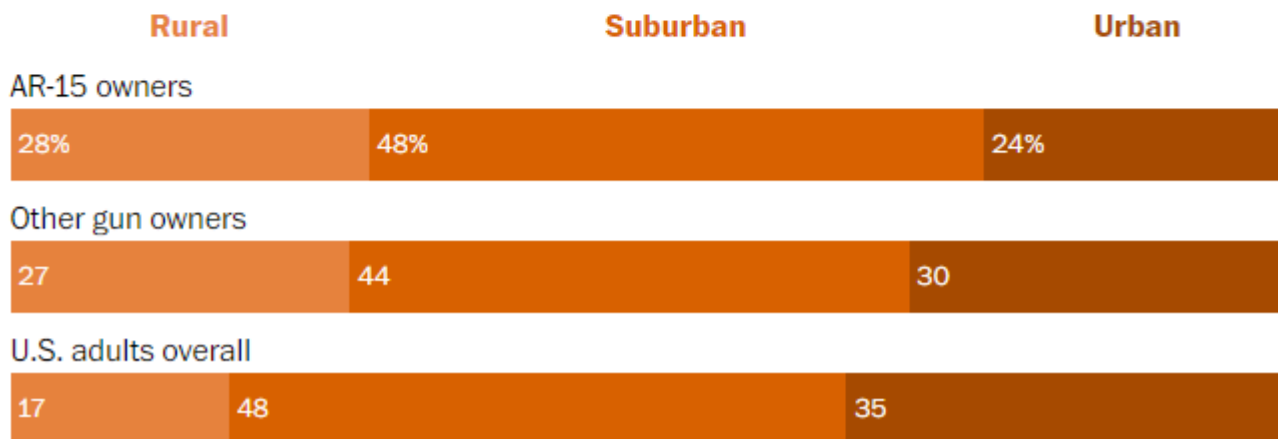 Rural Suburban Urban
AR-15 owners
28% 48% 24%
Other gun owners
27 44 30
U.S. adults overall
17 48 35